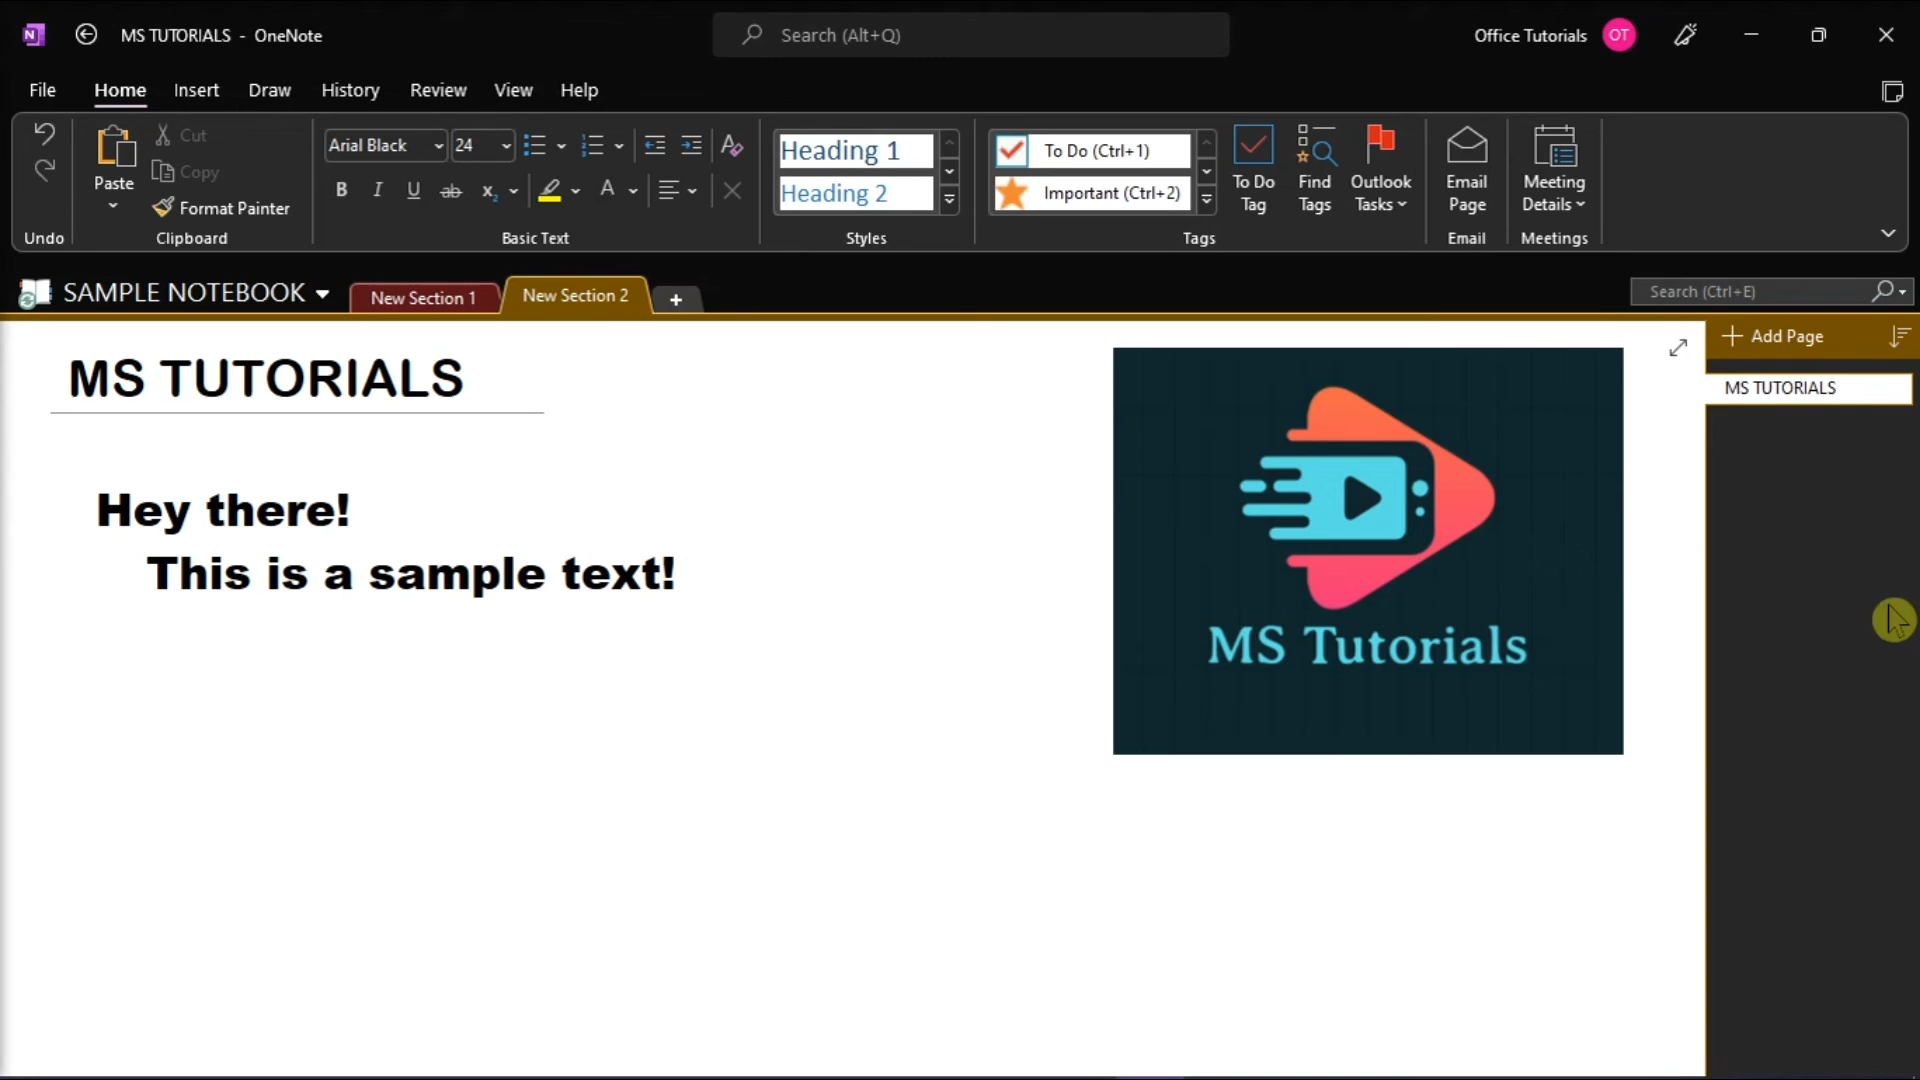 MS TUTORIALS - OneNote
Search (Alt+Q)
Office Tutorials
OT
File Home Insert Draw History Review View Help
Undo
Paste
Cut
Copy
Format Painter
Clipboard
Arial Black 24
Basic Text
Heading 1
Heading 2
Styles
To Do (Ctrl+1)
Important (Ctrl+2)
To Do
Tag
Find
Tags
Outlook
Tasks
Tags
Email
Page
Email
Meeting
Details
Meetings
SAMPLE NOTEBOOK
New Section 1
New Section 2
Search (Ctrl+E)
Add Page
MS TUTORIALS
MS TUTORIALS
Hey there!
This is a sample text!
MS Tutorials